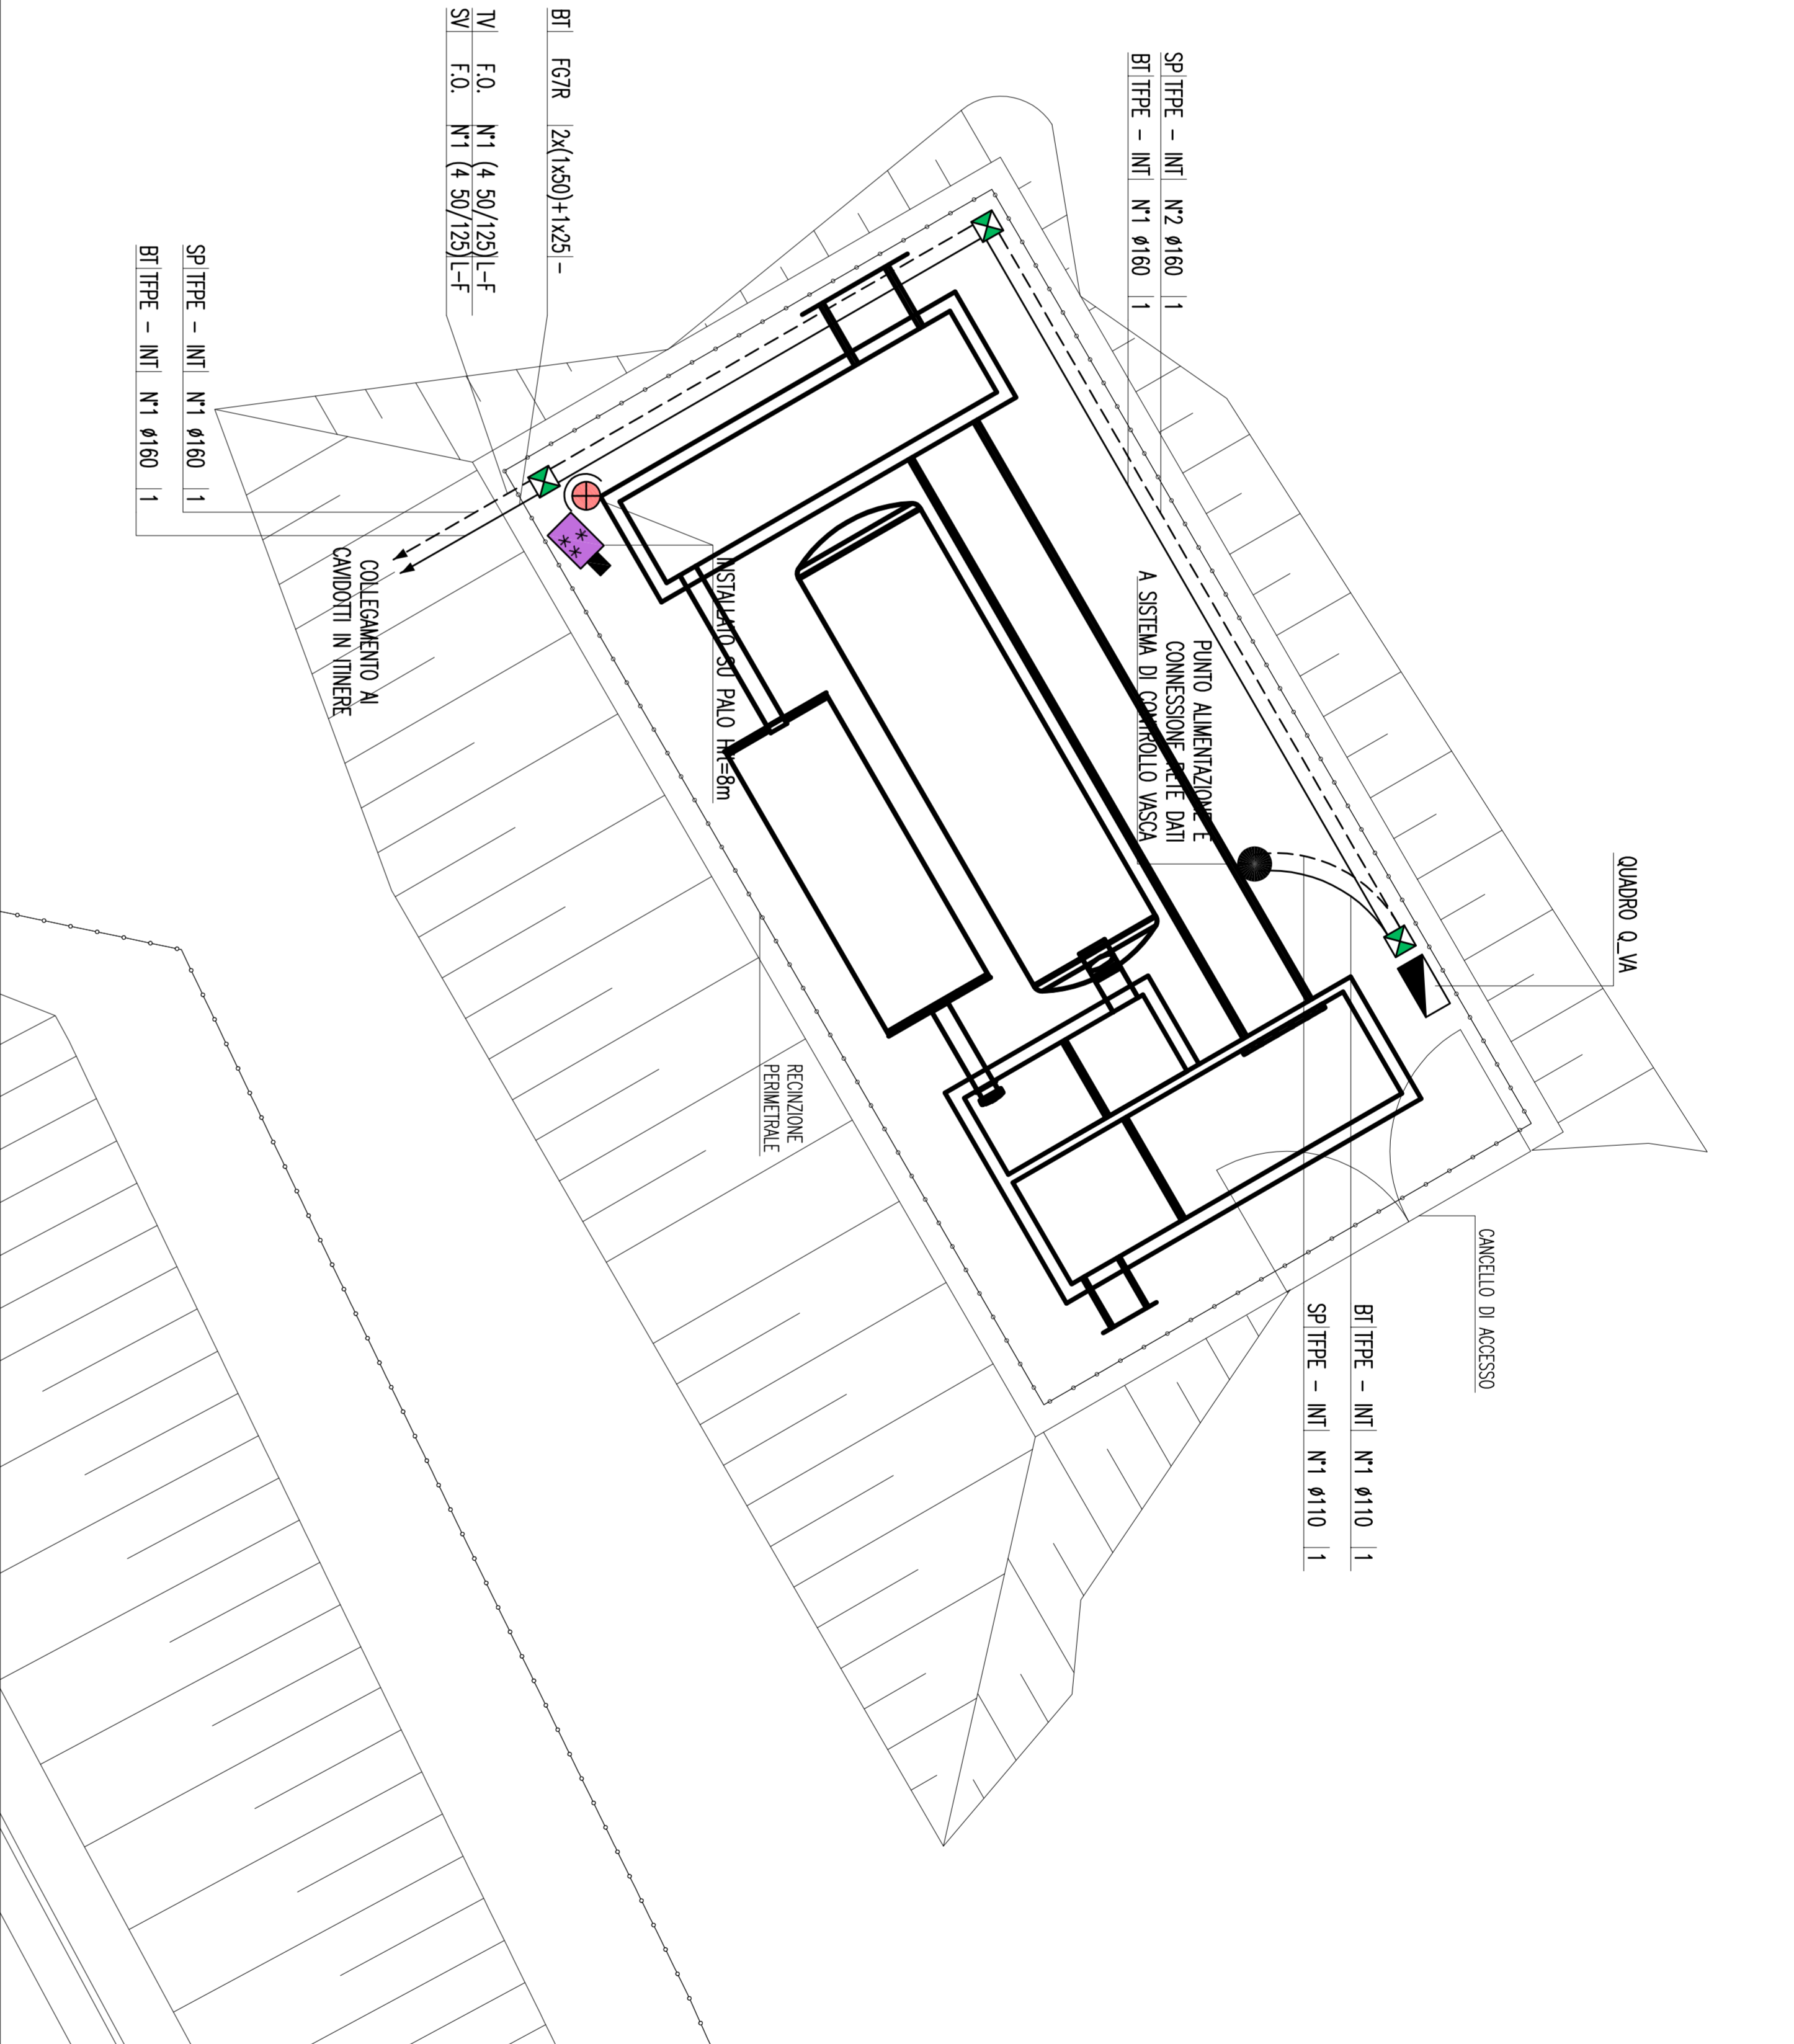 QUADRO Q_VA
CANCELLO DI ACCESSO
BT TFPE - INT N°1 ø110 1
SP TFPE - INT N°1 ø110 1
SP TFPE - INT N°2 ø160 1
BT TFPE - INT N°1 ø160 1
PUNTO ALIMENTAZIONE E
CONNESSIONE RETE DATI
A SISTEMA DI CONTROLLO VASCA
RECINZIONE
PERIMETRALE
INSTALLATO SU PALO Hft=8m
BT FG7R 2x(1x50)+1x25 -
TV F.O. N°1 (4 50/125) L-F
SV F.O. N°1 (4 50/125) L-F
COLLEGAMENTO AI
CAVIDOTTI IN ITINERE
SP TFPE - INT N°1 ø160 1
BT TFPE - INT N°1 ø160 1